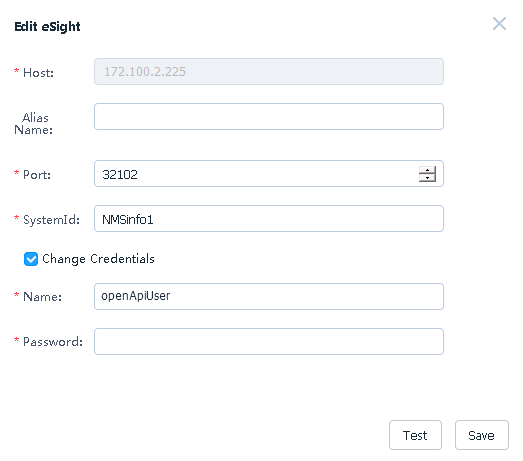 Edit eSight
* Host: 172.100.2.225
Alias
Name:
* Port: 32102
* SystemId: NMSinfo1
Change Credentials
* Name: openApiUser
* Password:
Test Save